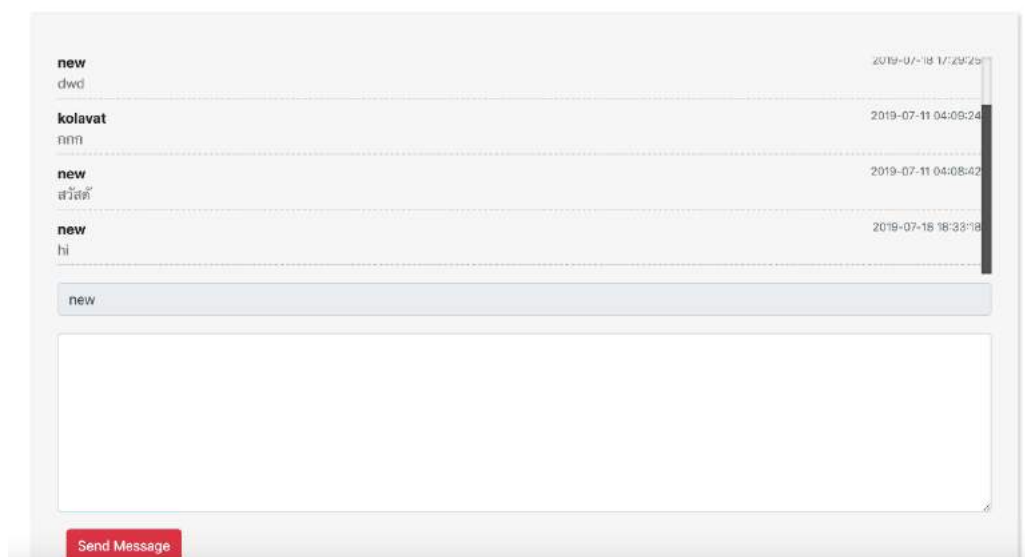 new 2019-07-18 17:29:25
dwd
kolavat 2019-07-11 04:09:24
กกก
new 2019-07-11 04:08:42
สวัสดั
new 2019-07-18 18:33:18
hi
new
Send Message